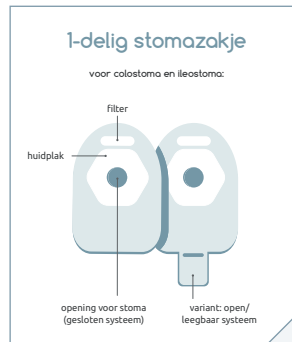 1-delig stomazakje
voor colostoma en ileostoma:
filter
huidplak
opening voor stoma
(gesloten systeem)
variant: open/
leegbaar systeem